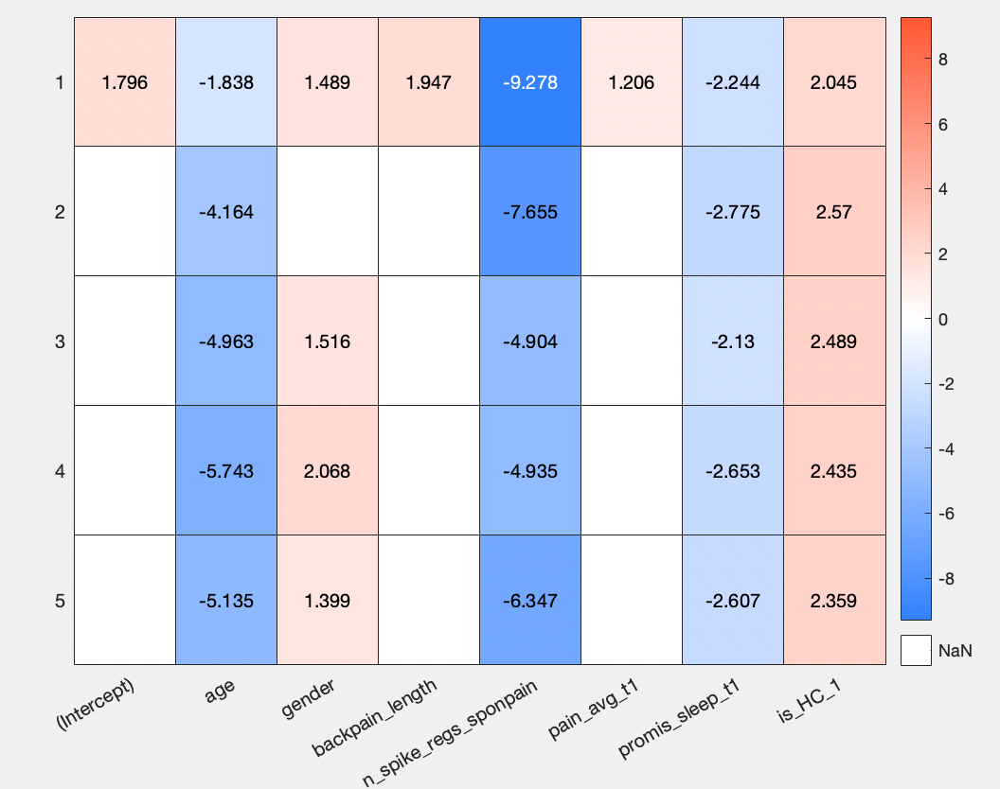 1 1.796 -1.838 1.489 1.947 -9.278 1.206 -2.244 2.045
2 -4.164 -7.655 -2.775 2.57
3 -4.963 1.516 -4.904 -2.13 2.489
4 -5.743 2.068 -4.935 -2.653 2.435
5 -5.135 1.399 -6.347 -2.607 2.359
(Intercept)
age
gender
backpain_length
n_spike_regs_sponpain
pain_avg_t1
promis_sleep_t1
is_HC_1
8
6
4
2
0
-2
-4
-6
-8
NaN